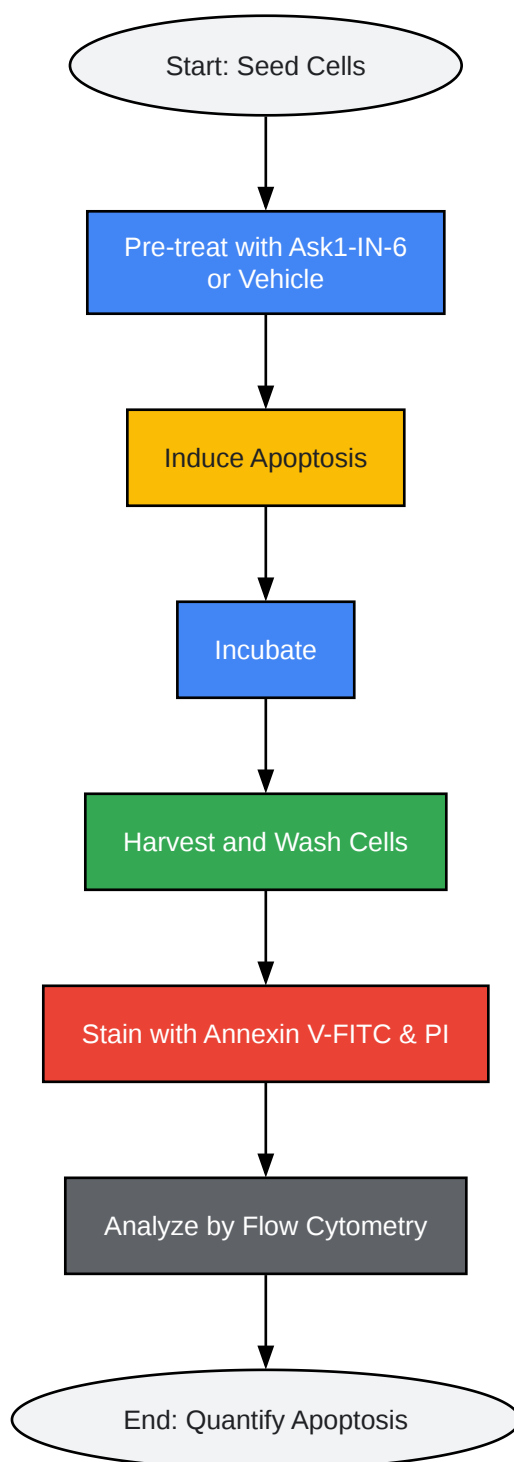 Start: Seed Cells
Pre-treat with Ask1-IN-6
or Vehicle
Induce Apoptosis
Incubate
Harvest and Wash Cells
Stain with Annexin V-FITC & PI
Analyze by Flow Cytometry
End: Quantify Apoptosis